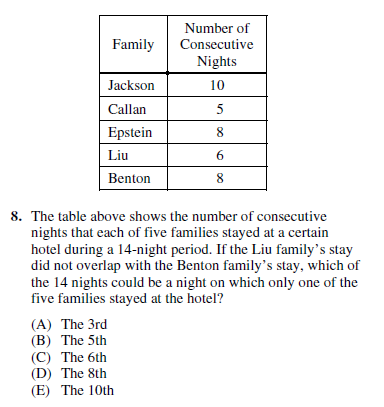 Number of
Family Consecutive
Nights
Jackson 10
Callan 5
Epstein 8
Liu 6
Benton 8
8. The table above shows the number of consecutive
nights that each of five families stayed at a certain
hotel during a 14-night period. If the Liu family's stay
did not overlap with the Benton family's stay, which of
the 14 nights could be a night on which only one of the
five families stayed at the hotel?
(A) The 3rd
(B) The 5th
(C) The 6th
(D) The 8th
(E) The 10th